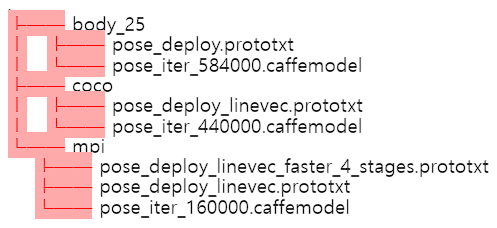 ├── body_25
│   ├── pose_deploy.prototxt
│   └── pose_iter_584000.caffemodel
├── coco
│   ├── pose_deploy_linevec.prototxt
│   └── pose_iter_440000.caffemodel
└── mpi
    ├── pose_deploy_linevec_faster_4_stages.prototxt
    ├── pose_deploy_linevec.prototxt
    └── pose_iter_160000.caffemodel